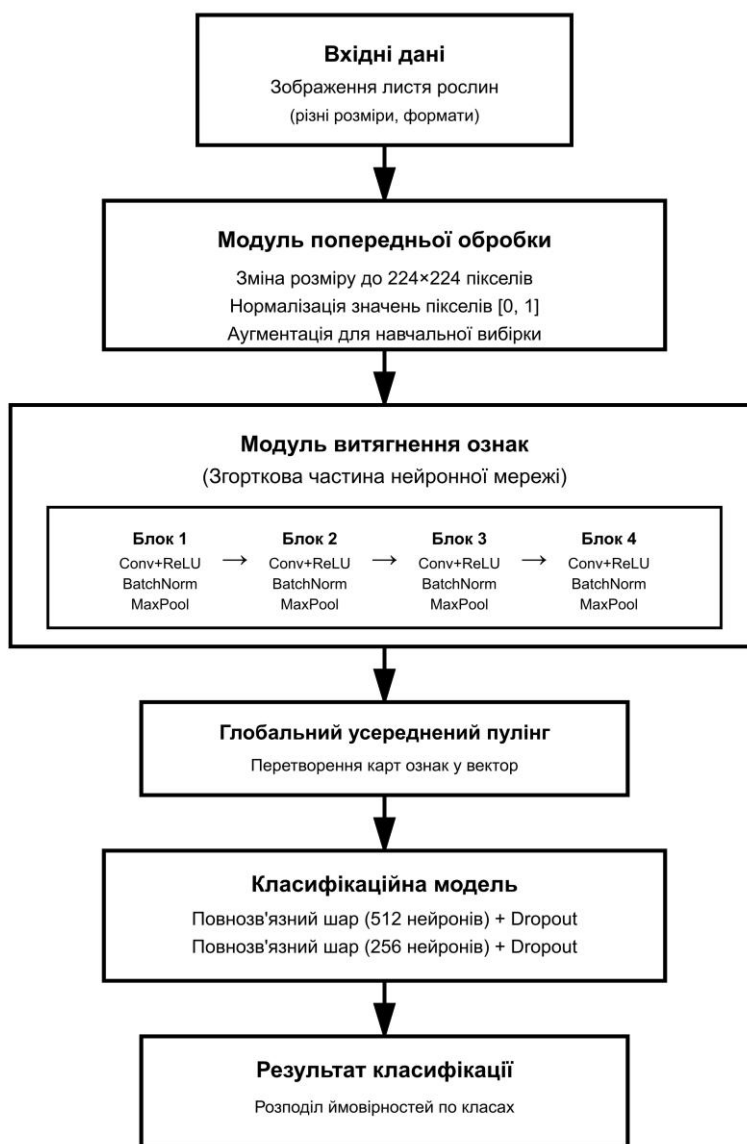 Вхідні дані
Зображення листя рослин
(різні розміри, формати)
Модуль попередньої обробки
Зміна розміру до 224×224 пікселів
Нормалізація значень пікселів [0, 1]
Аугментація для навчальної вибірки
Модуль витягнення ознак
(Згорткова частина нейронної мережі)
Блок 1
Conv+ReLU
BatchNorm
MaxPool
→
Блок 2
Conv+ReLU
BatchNorm
MaxPool
→
Блок 3
Conv+ReLU
BatchNorm
MaxPool
→
Блок 4
Conv+ReLU
BatchNorm
MaxPool
Глобальний усереднений пулінг
Перетворення карт ознак у вектор
Класифікаційна модель
Повнозв'язний шар (512 нейронів) + Dropout
Повнозв'язний шар (256 нейронів) + Dropout
Результат класифікації
Розподіл ймовірностей по класах